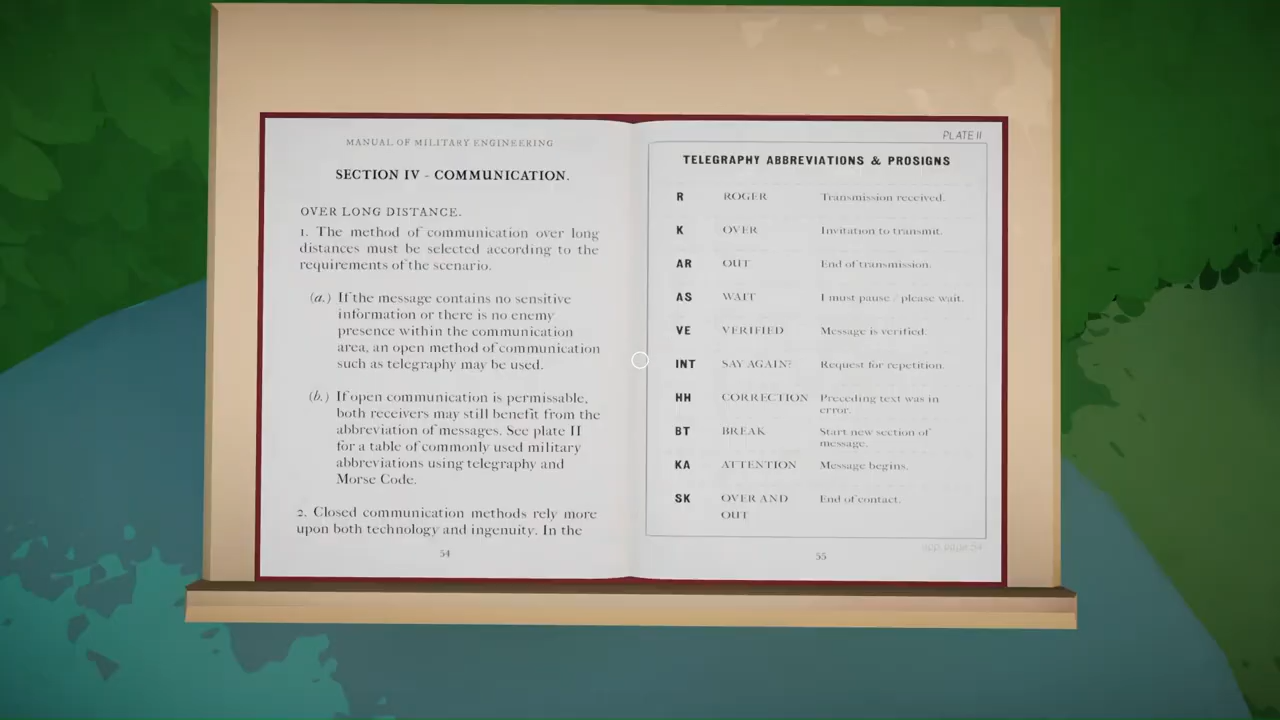 MANUAL OF MILITARY ENGINEERING
SECTION IV - COMMUNICATION.
OVER LONG DISTANCE.
1. The method of communication over long
distances must be selected according to the
requirements of the scenario.
(a.) If the message contains no sensitive
information or there is no enemy
presence within the communication
area, an open method of communication
such as telegraphy may be used.
(b.) If open communication is permissable,
both receivers may still benefit from the
abbreviation of messages. See plate II
for a table of commonly used military
abbreviations using telegraphy and
Morse Code.
2. Closed communication methods rely more
upon both technology and ingenuity. In the
54
PLATE II
TELEGRAPHY ABBREVIATIONS & PROSIGNS
R ROGER Transmission received.
K OVER Invitation to transmit.
AR OUT End of transmission.
AS WAIT I must pause / please wait.
VE VERIFIED Message is verified.
INT SAY AGAIN? Request for repetition.
HH CORRECTION Preceding text was in
error.
BT BREAK Start new section of
message.
KA ATTENTION Message begins.
SK OVER AND End of contact.
OUT
page 54
55